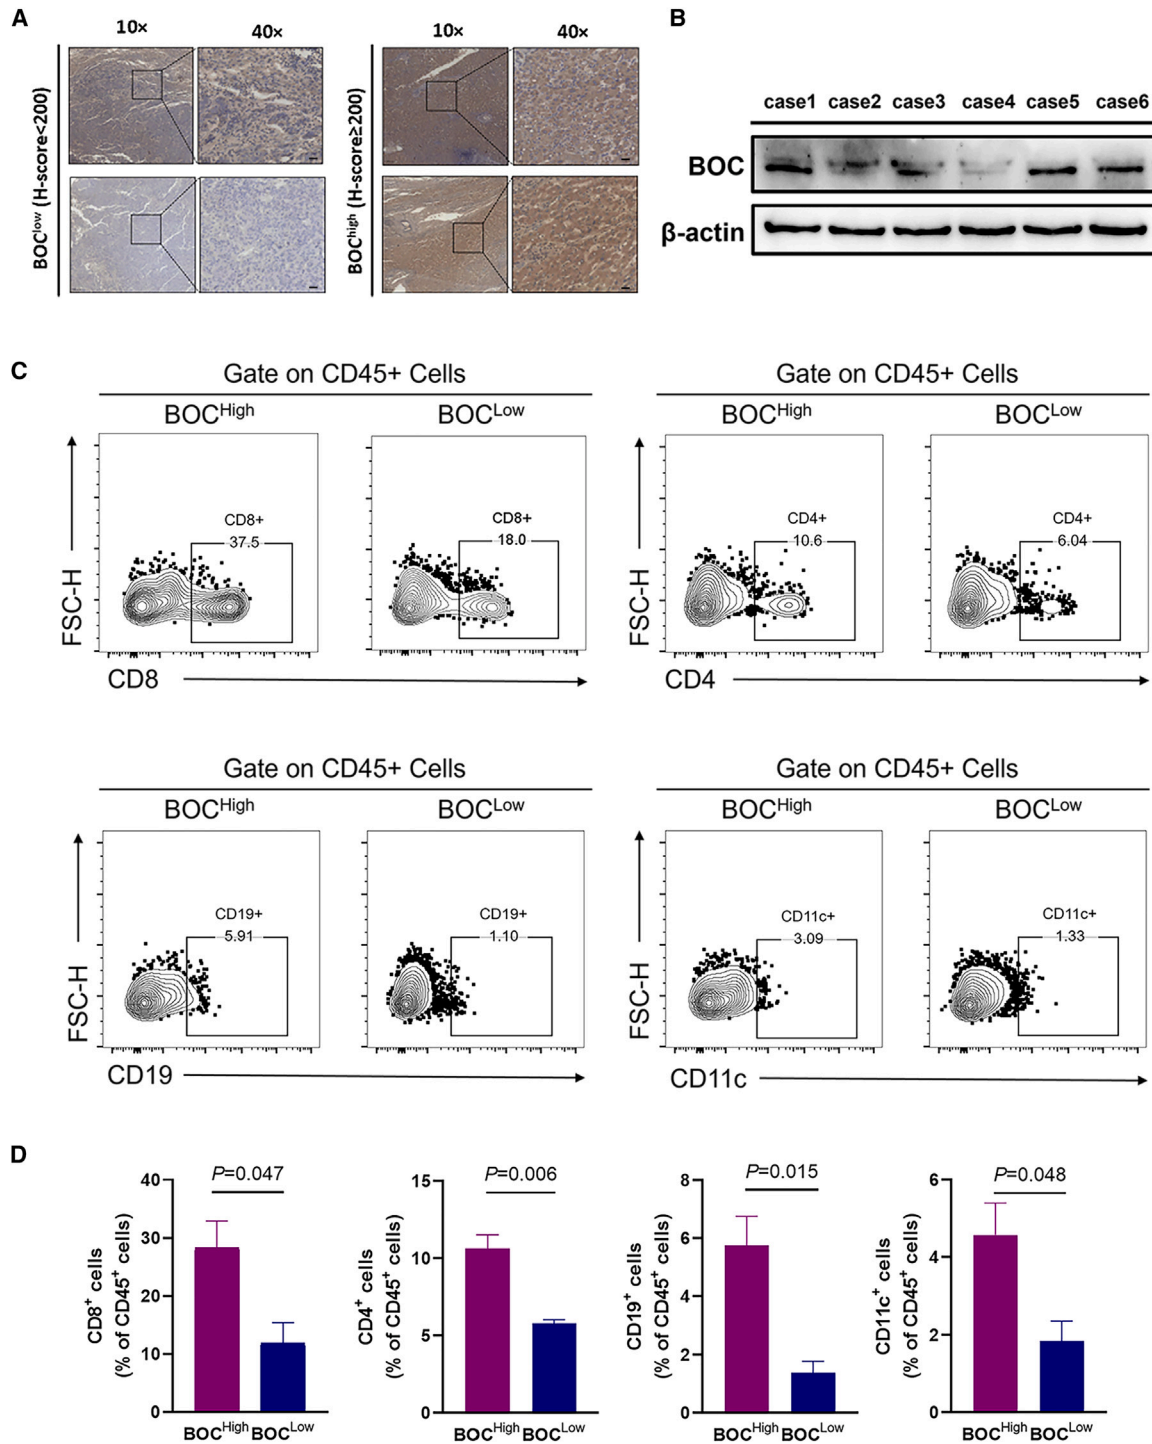 A
10× 40× 10× 40×
BOClow (H-score<200)
BOChigh (H-score≥200)
B
case1 case2 case3 case4 case5 case6
BOC
β-actin
C
Gate on CD45+ Cells
BOCHigh BOCLow
FSC-H
CD8+
37.5
CD8+
18.0
CD8
Gate on CD45+ Cells
BOCHigh BOCLow
FSC-H
CD4+
10.6
CD4+
6.04
CD4
Gate on CD45+ Cells
BOCHigh BOCLow
FSC-H
CD19+
5.91
CD19+
1.10
CD19
Gate on CD45+ Cells
BOCHigh BOCLow
FSC-H
CD11c+
3.09
CD11c+
1.33
CD11c
D
P=0.047
CD8+ cells
(% of CD45+ cells)
40
30
20
10
0
BOCHigh BOCLow
P=0.006
CD4+ cells
(% of CD45+ cells)
15
10
5
0
BOCHigh BOCLow
P=0.015
CD19+ cells
(% of CD45+ cells)
8
6
4
2
0
BOCHigh BOCLow
P=0.048
CD11c+ cells
(% of CD45+ cells)
6
4
2
0
BOCHigh BOCLow